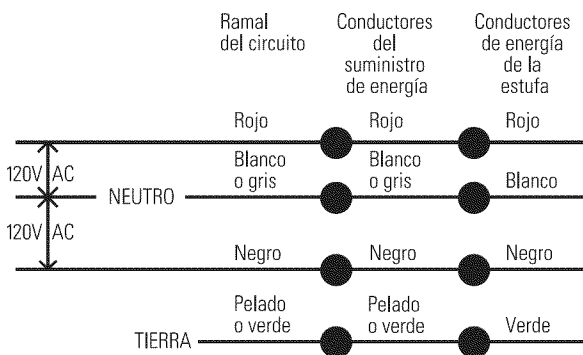 Ramal
del circuito
Conductores
del
suministro
de energía
Conductores
de energía
de la
estufa
Rojo
Rojo
Rojo
120V AC
Blanco
o gris
Blanco
o gris
Blanco
NEUTRO
120V AC
Negro
Negro
Negro
Pelado
o verde
Pelado
o verde
Verde
TIERRA